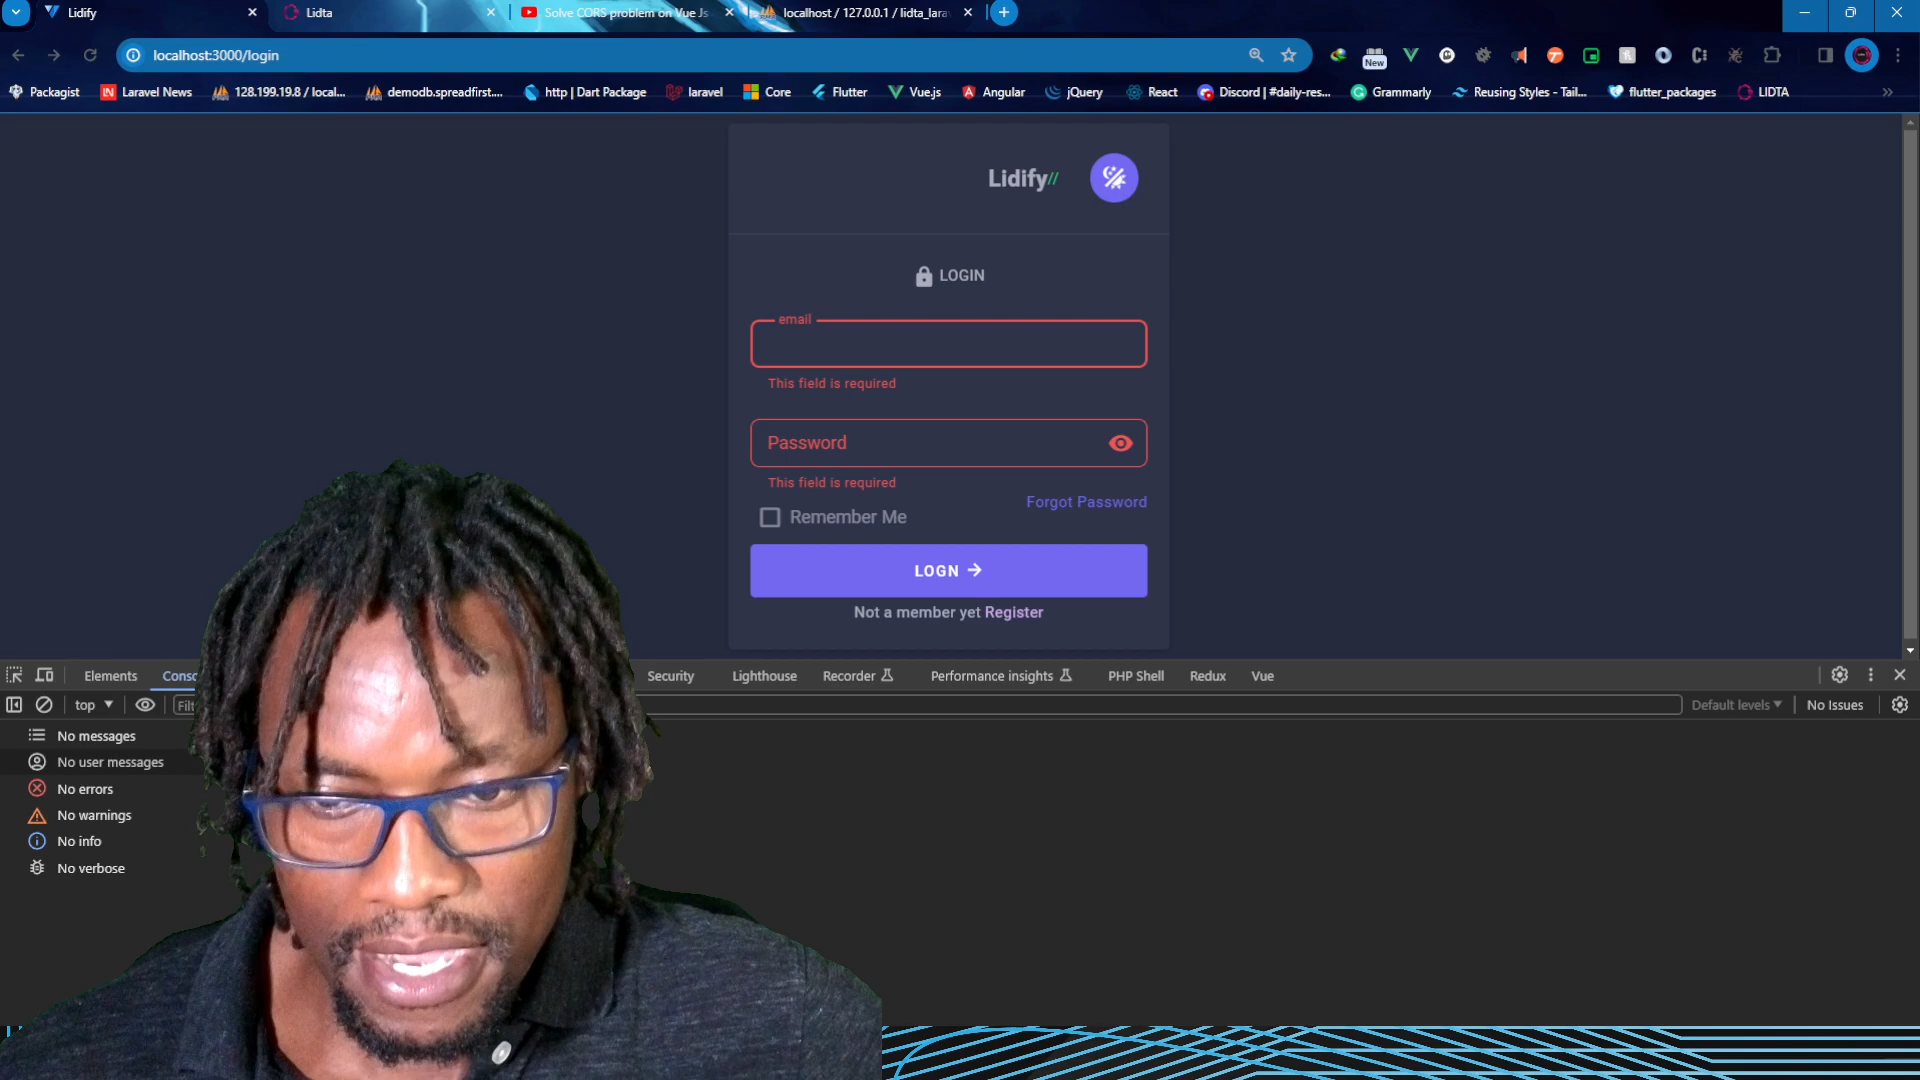 Lidify
Lidta
Solve CORS problem on Vue Js
localhost / 127.0.0.1 / lidta_lara
localhost:3000/login
New
Packagist
Laravel News
128.199.19.8 / local...
demodb.spreadfirst....
http | Dart Package
laravel
Core
Flutter
Vue.js
Angular
jQuery
React
Discord | #daily-res...
Grammarly
Reusing Styles - Tail...
flutter_packages
LIDTA
Lidify//
LOGIN
email
This field is required
Password
This field is required
Forgot Password
Remember Me
LOGN
Not a member yet Register
Elements
Conso
Security
Lighthouse
Recorder
Performance insights
PHP Shell
Redux
Vue
top
Filt
Default levels
No Issues
No messages
No user messages
No errors
No warnings
No info
No verbose